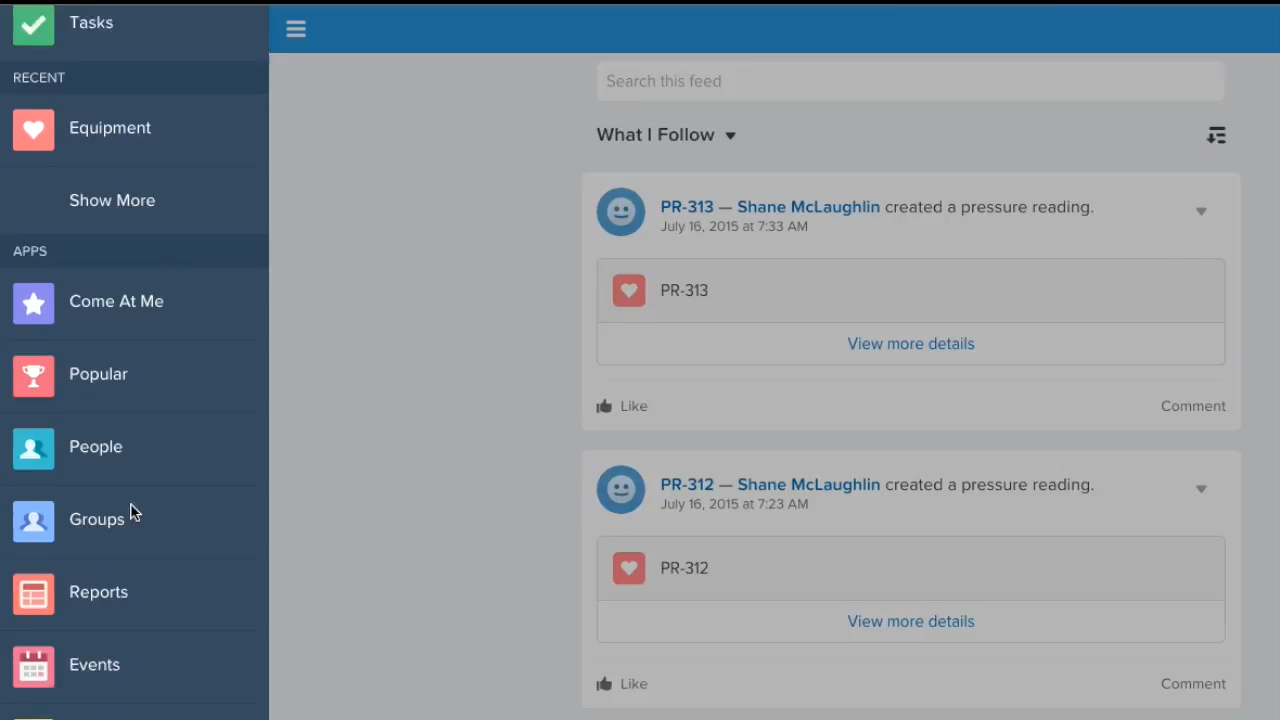 Tasks
RECENT
Equipment
Show More
APPS
Come At Me
Popular
People
Groups
Reports
Events
Search this feed
What I Follow
PR-313 — Shane McLaughlin created a pressure reading.
July 16, 2015 at 7:33 AM
PR-313
View more details
Like Comment
PR-312 — Shane McLaughlin created a pressure reading.
July 16, 2015 at 7:23 AM
PR-312
View more details
Like Comment